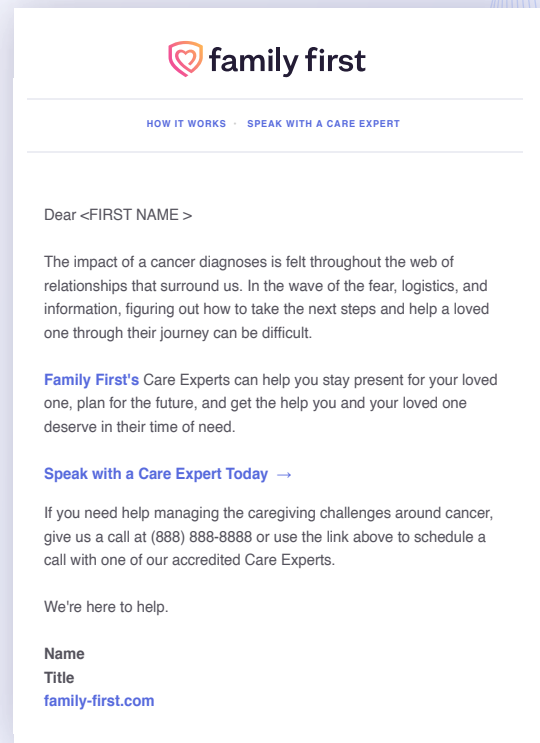 family first
HOW IT WORKS · SPEAK WITH A CARE EXPERT
Dear <FIRST NAME >
The impact of a cancer diagnoses is felt throughout the web of
relationships that surround us. In the wave of the fear, logistics, and
information, figuring out how to take the next steps and help a loved
one through their journey can be difficult.
Family First's Care Experts can help you stay present for your loved
one, plan for the future, and get the help you and your loved one
deserve in their time of need.
Speak with a Care Expert Today →
If you need help managing the caregiving challenges around cancer,
give us a call at (888) 888-8888 or use the link above to schedule a
call with one of our accredited Care Experts.
We're here to help.
Name
Title
family-first.com